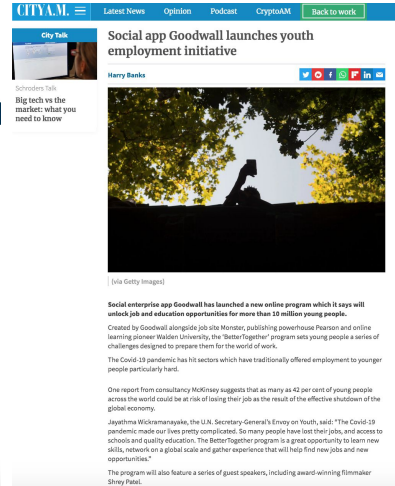 CITYA.M.
Latest News Opinion Podcast CryptoAM Back to work
City Talk
Schroders Talk
Big tech vs the
market: what you
need to know
Social app Goodwall launches youth
employment initiative
Harry Banks
(via Getty Images)
Social enterprise app Goodwall has launched a new online program which it says will
unlock job and education opportunities for more than 10 million young people.
Created by Goodwall alongside job site Monster, publishing powerhouse Pearson and online
learning pioneer Walden University, the ‘BetterTogether’ program sets young people a series of
challenges designed to prepare them for the world of work.
The Covid-19 pandemic has hit sectors which have traditionally offered employment to younger
people particularly hard.
One report from consultancy McKinsey suggests that as many as 42 per cent of young people
across the world could be at risk of losing their job as the result of the effective shutdown of the
global economy.
Jayathma Wickramanayake, the U.N. Secretary-General's Envoy on Youth, said: "The Covid-19
pandemic made our lives pretty complicated. So many people have lost their jobs, and access to
schools and quality education. The BetterTogether program is a great opportunity to learn new
skills, network on a global scale and gather experience that will help find new jobs and new
opportunities."
The program will also feature a series of guest speakers, including award-winning filmmaker
Shrey Patel.